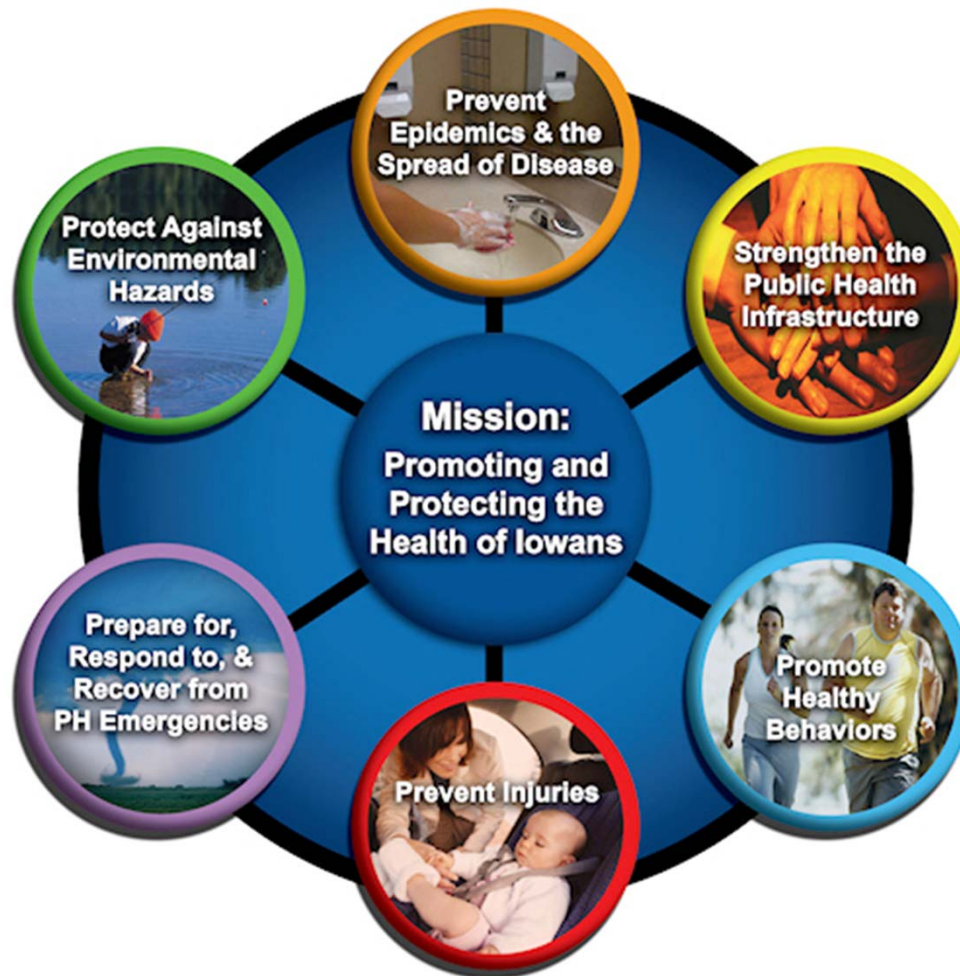 Prevent
Epidemics & the
Spread of Disease
Protect Against
Environmental
Hazards
Strengthen the
Public Health
Infrastructure
Mission:
Promoting and
Protecting the
Health of Iowans
Prepare for,
Respond to, &
Recover from
PH Emergencies
Promote
Healthy
Behaviors
Prevent Injuries